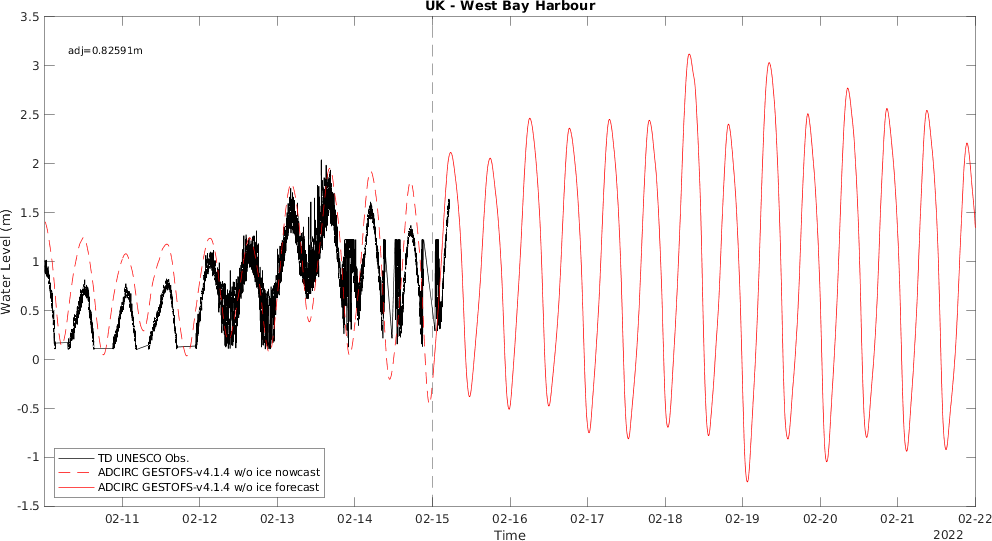 UK - West Bay Harbour
adj=0.82591m
3.5
3
2.5
2
1.5
1
0.5
0
-0.5
-1
-1.5
Water Level (m)
TD UNESCO Obs.
ADCIRC GESTOFS-v4.1.4 w/o ice nowcast
ADCIRC GESTOFS-v4.1.4 w/o ice forecast
02-11 02-12 02-13 02-14 02-15 02-16 02-17 02-18 02-19 02-20 02-21 02-22
Time
2022